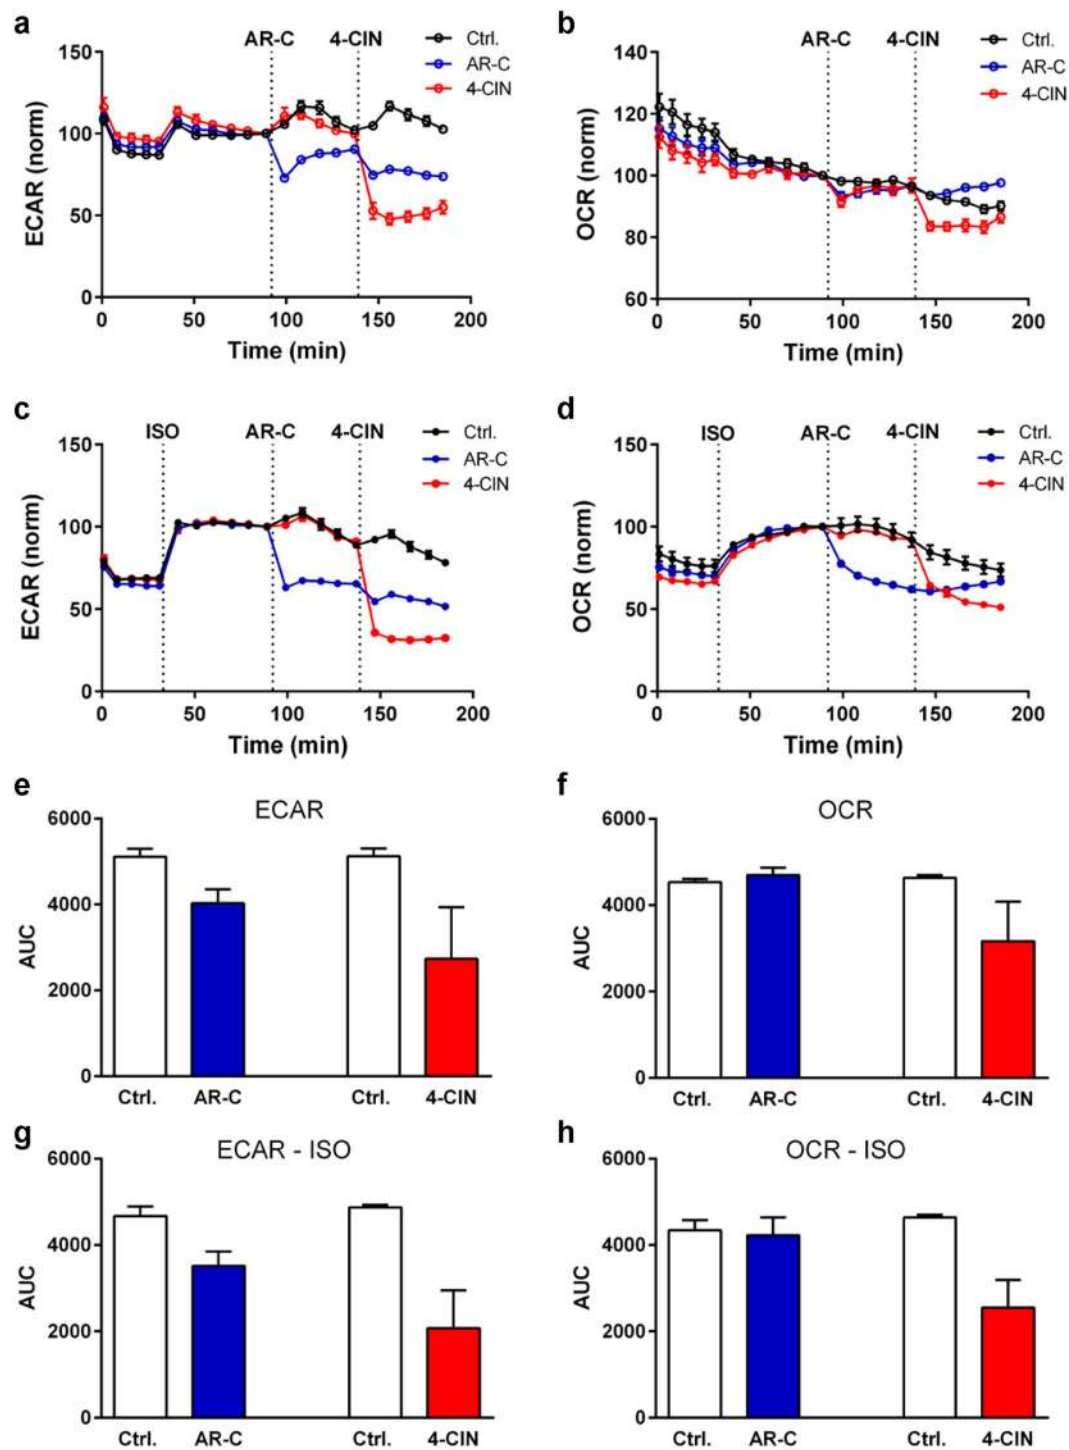 a
AR-C 4-CIN
Ctrl.
AR-C
4-CIN
150
100
50
0
ECAR (norm)
0 50 100 150 200
Time (min)
b
AR-C 4-CIN
Ctrl.
AR-C
4-CIN
140
120
100
80
60
OCR (norm)
0 50 100 150 200
Time (min)
c
ISO AR-C 4-CIN
Ctrl.
AR-C
4-CIN
150
100
50
0
ECAR (norm)
0 50 100 150 200
Time (min)
d
ISO AR-C 4-CIN
Ctrl.
AR-C
4-CIN
150
100
50
0
OCR (norm)
0 50 100 150 200
Time (min)
e
ECAR
6000
4000
2000
0
AUC
Ctrl. AR-C Ctrl. 4-CIN
f
OCR
6000
4000
2000
0
AUC
Ctrl. AR-C Ctrl. 4-CIN
g
ECAR - ISO
6000
4000
2000
0
AUC
Ctrl. AR-C Ctrl. 4-CIN
h
OCR - ISO
6000
4000
2000
0
AUC
Ctrl. AR-C Ctrl. 4-CIN